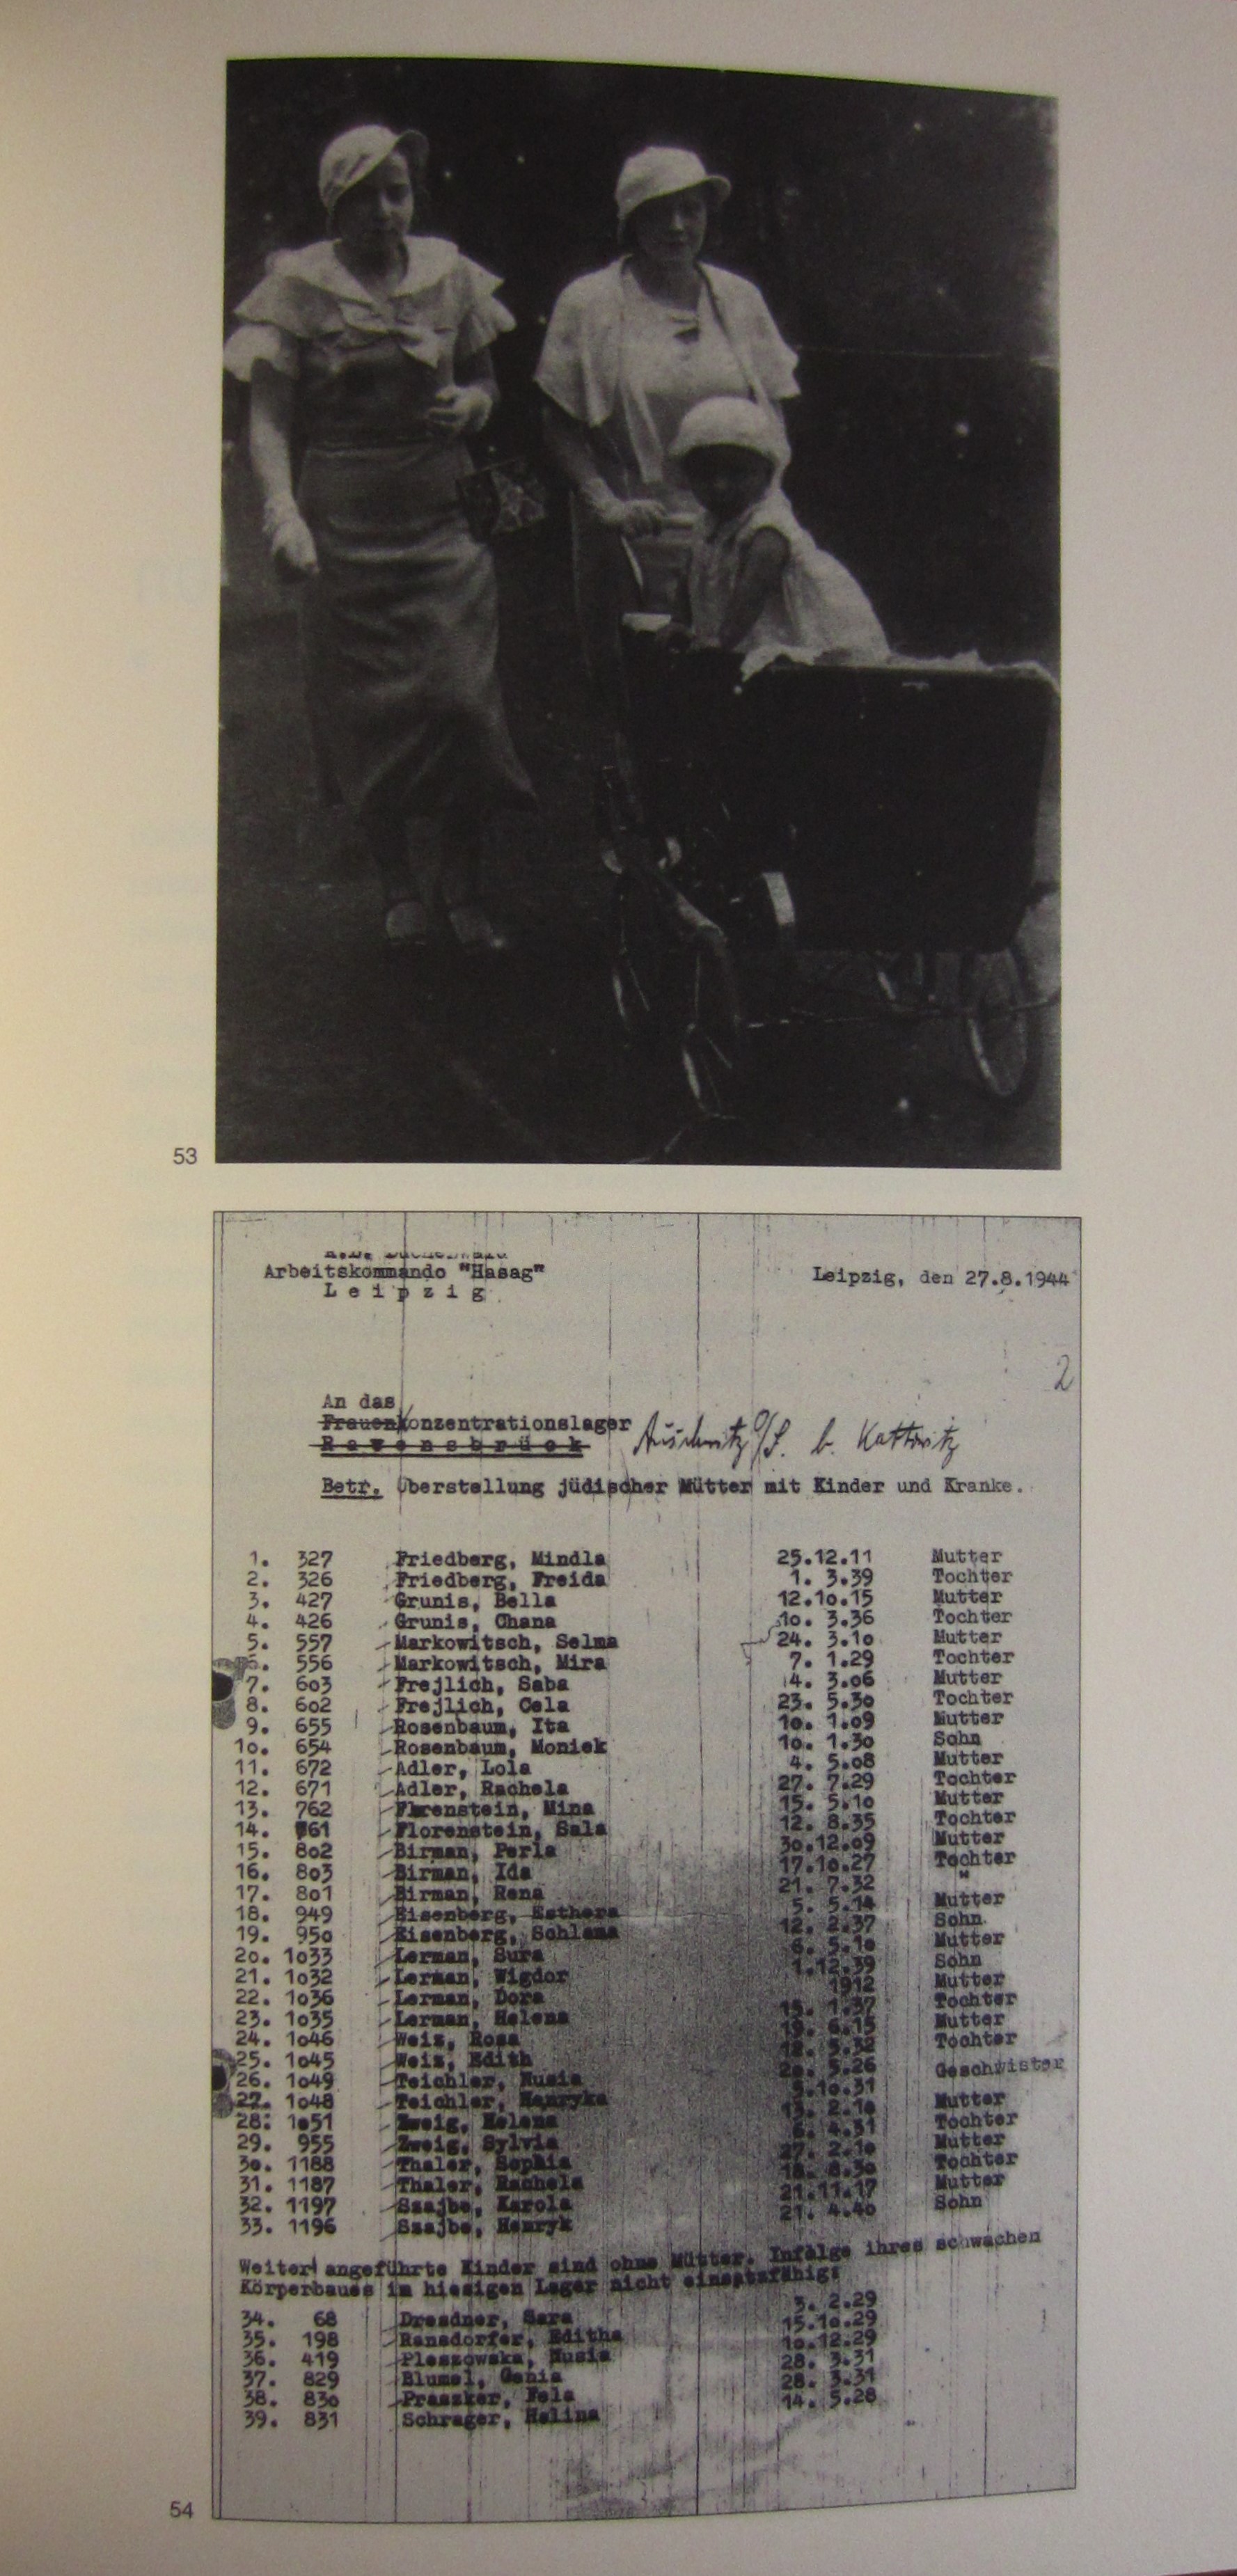 53
Arbeitskommando "Hasag"
Leipzig
Leipzig, den 27.8.1944
2
An das
Frauenkonzentrationslager
Ravensbrück Auschwitz O/S. b. Kattowitz
Betr. Überstellung jüdischer Mütter mit Kinder und Kranke.
1. 327 Friedberg, Mindla 25.12.11 Mutter
2. 326 Friedberg, Freida 1. 3.39 Tochter
3. 427 Grunis, Bella 12.10.15 Mutter
4. 426 Grunis, Chana 10. 3.36 Tochter
5. 557 Markowitsch, Selma 24. 3.10 Mutter
6. 556 Markowitsch, Mira 7. 1.29 Tochter
7. 603 Frejlich, Saba 4. 3.06 Mutter
8. 602 Frejlich, Cela 23. 5.30 Tochter
9. 655 Rosenbaum, Ita 10. 1.09 Mutter
10. 654 Rosenbaum, Moniek 10. 1.30 Sohn
11. 672 Adler, Lola 4. 5.08 Mutter
12. 671 Adler, Rachela 27. 7.29 Tochter
13. 762 Florenstein, Mina 15. 5.10 Mutter
14. 761 Florenstein, Sala 12. 8.35 Tochter
15. 802 Birman, Perla 30.12.09 Mutter
16. 803 Birman, Ida 17.10.27 Tochter
17. 801 Birman, Rena 21. 7.32 "
18. 949 Eisenberg, Esthera 5. 5.14 Mutter
19. 950 Eisenberg, Schlama 12. 2.37 Sohn
20. 1033 Lerman, Sura 6. 5.10 Mutter
21. 1032 Lerman, Wigdor 1.12.39 Sohn
22. 1036 Lerman, Dora 1912 Mutter
23. 1035 Lerman, Helena 15. 1.37 Tochter
24. 1046 Weiz, Rosa 19. 6.15 Mutter
25. 1045 Weiz, Edith 12. 5.32 Tochter
26. 1049 Teichler, Rusia 20. 5.26 Geschwister
27. 1048 Teichler, Henryka 5.10.31
28. 1051 Zweig, Helena 13. 2.10 Mutter
29. 955 Zweig, Sylvia 6. 4.31 Tochter
30. 1188 Thaler, Sophia 27. 2.10 Mutter
31. 1187 Thaler, Rachela 18. 8.30 Tochter
32. 1197 Szajbe, Karola 21.11.17 Mutter
33. 1196 Szajbe, Henryk 21. 4.40 Sohn
Weiter angeführte Kinder sind ohne Mütter. Infolge ihres schwachen
Körperbaues im hiesigen Lager nicht einsatzfähig:
34. 68 Dresdner, Sara 3. 2.29
35. 198 Ransdorfer, Editha 15.10.29
36. 419 Pleszowska, Rusia 10.12.29
37. 829 Blumel, Genia 28. 3.31
38. 830 Praszker, Fela 28. 3.31
39. 831 Schrager, Halina 14. 5.28
54